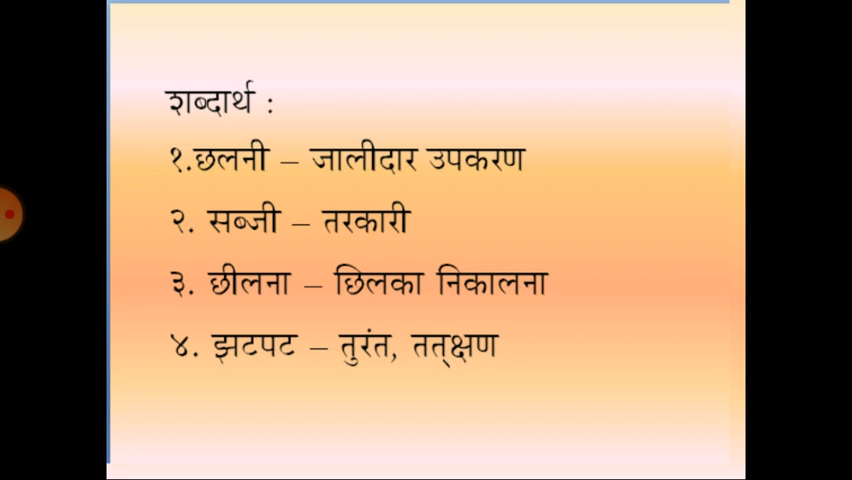 शब्दार्थ :
१.छलनी – जालीदार उपकरण
२. सब्जी – तरकारी
३. छीलना – छिलका निकालना
४. झटपट – तुरंत, तत्‌क्षण